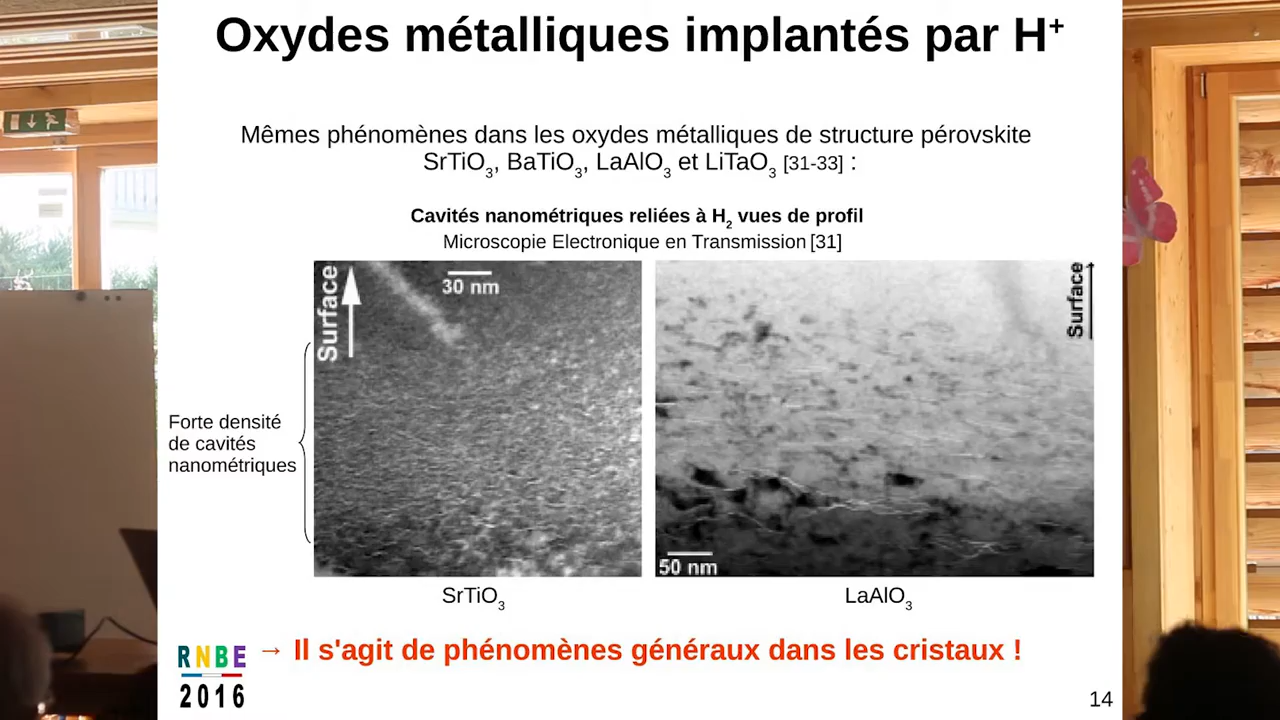 Oxydes métalliques implantés par H⁺
Mêmes phénomènes dans les oxydes métalliques de structure pérovskite
SrTiO₃, BaTiO₃, LaAlO₃ et LiTaO₃ [31-33] :
Cavités nanométriques reliées à H₂ vues de profil
Microscopie Electronique en Transmission [31]
Surface
30 nm
Surface
Forte densité
de cavités
nanométriques
50 nm
SrTiO₃
LaAlO₃
→ Il s'agit de phénomènes généraux dans les cristaux !
RNBE
2016
14